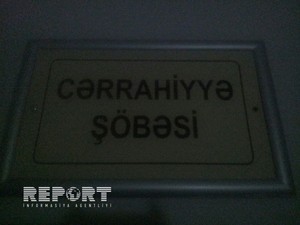 CƏRRAHİYYƏ
ŞÖBƏSİ
REPORT
İNFORMASİYA AGENTLİYİ